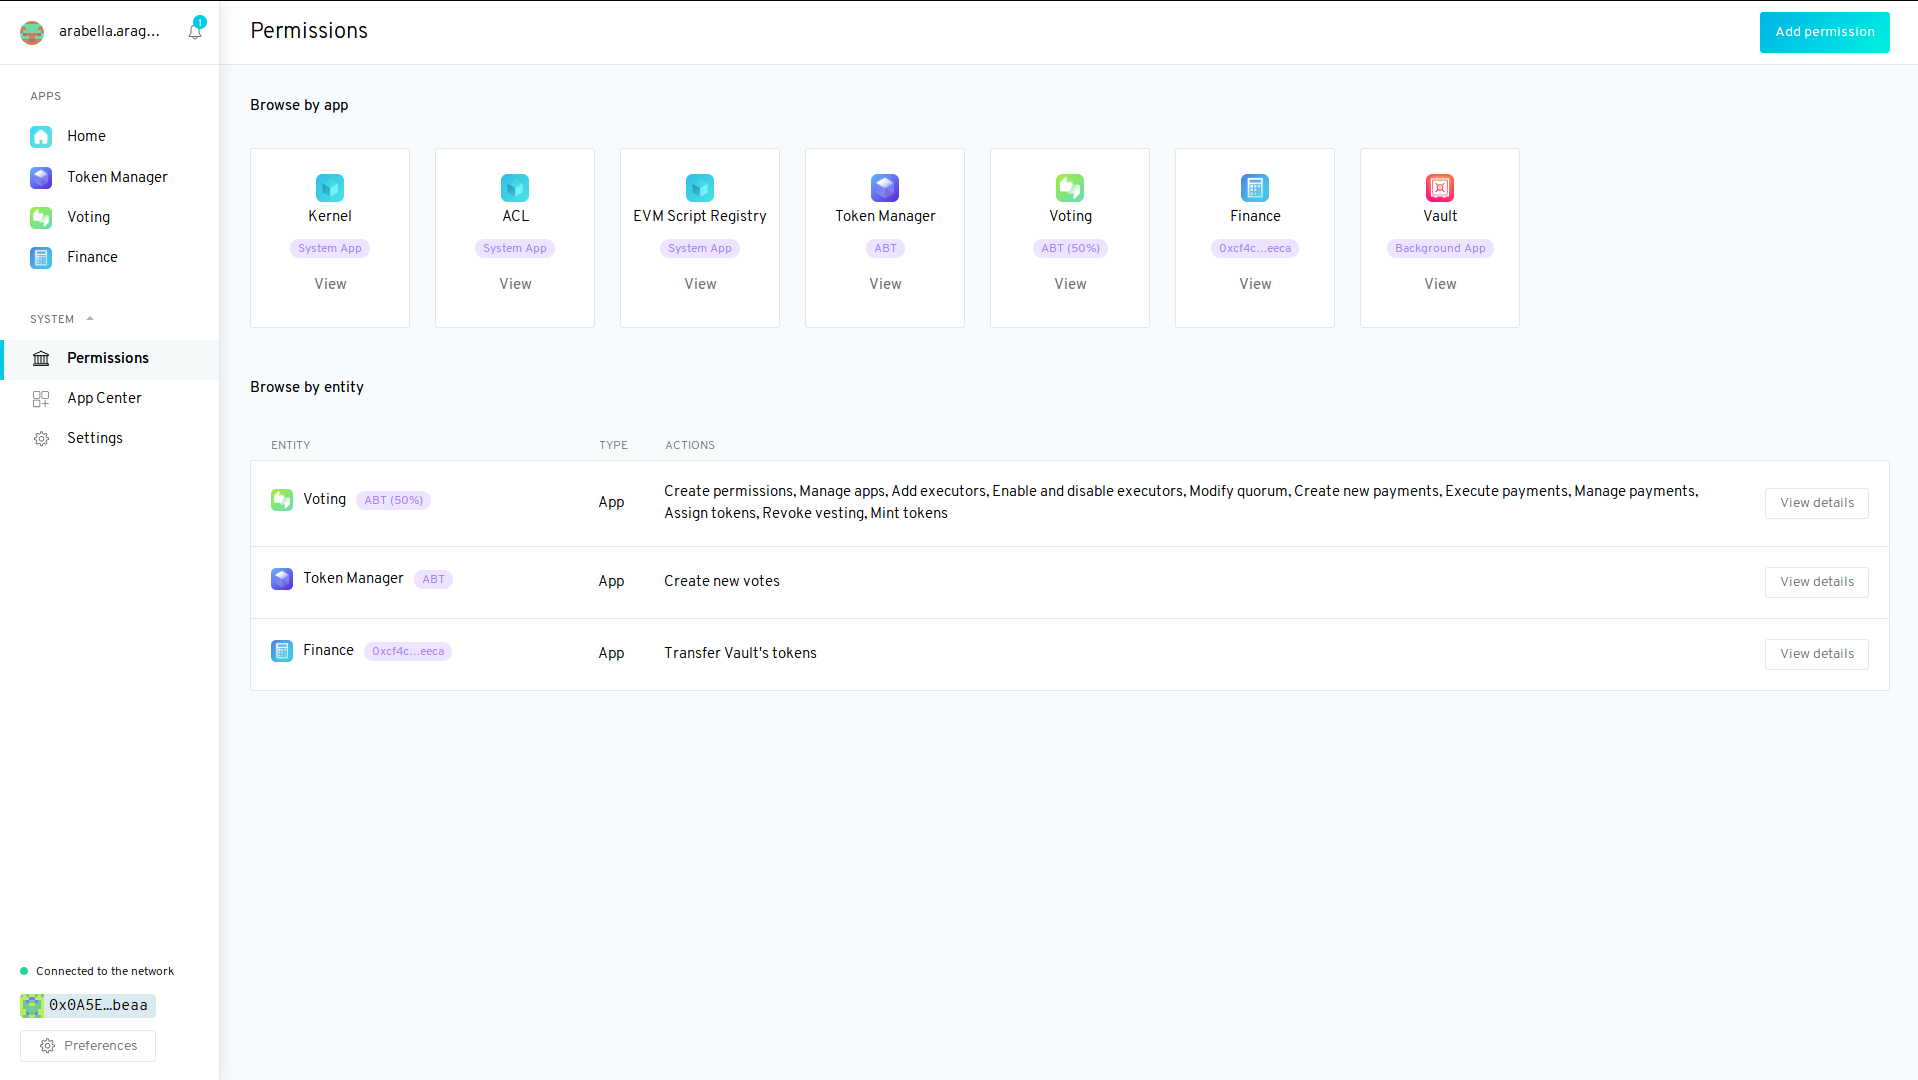 arabella.arag...
1
APPS
Home
Token Manager
Voting
Finance
SYSTEM
Permissions
App Center
Settings
Connected to the network
0x0A5E…beaa
Preferences
Permissions
Add permission
Browse by app
Kernel
System App
View
ACL
System App
View
EVM Script Registry
System App
View
Token Manager
ABT
View
Voting
ABT (50%)
View
Finance
0xcf4c…eeca
View
Vault
Background App
View
Browse by entity
ENTITY TYPE ACTIONS
Voting ABT (50%) App
Create permissions, Manage apps, Add executors, Enable and disable executors, Modify quorum, Create new payments, Execute payments, Manage payments,
Assign tokens, Revoke vesting, Mint tokens
View details
Token Manager ABT App Create new votes View details
Finance 0xcf4c…eeca App Transfer Vault's tokens View details